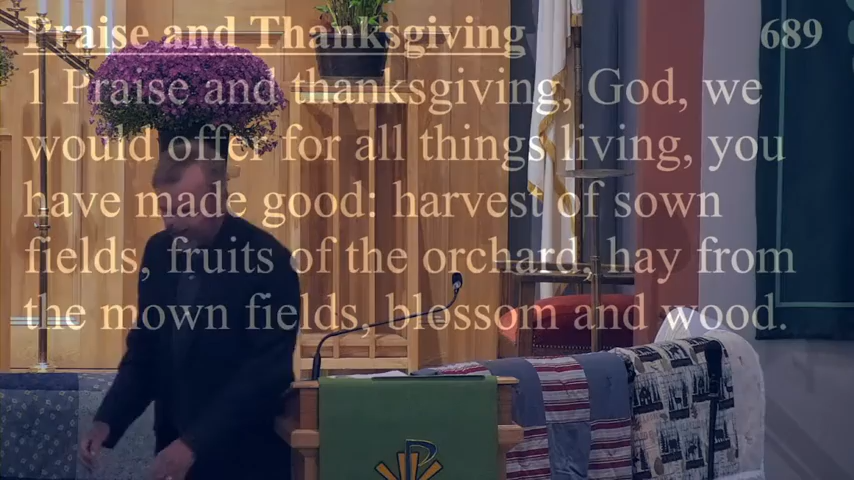 Praise and Thanksgiving 689
1 Praise and thanksgiving, God, we
would offer for all things living, you
have made good: harvest of sown
fields, fruits of the orchard, hay from
the mown fields, blossom and wood.